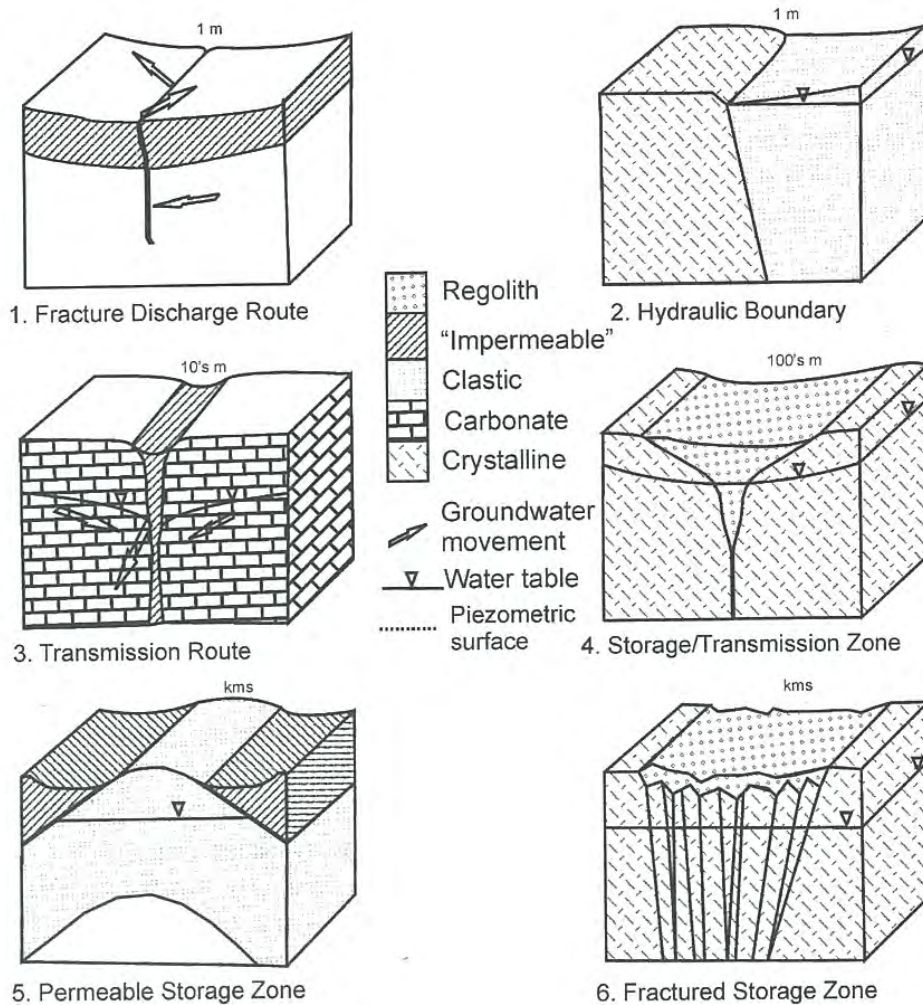 1 m
1 m
1. Fracture Discharge Route
2. Hydraulic Boundary
Regolith
"Impermeable"
Clastic
Carbonate
Crystalline
Groundwater
movement
Water table
Piezometric
surface
10's m
100's m
3. Transmission Route
4. Storage/Transmission Zone
kms
kms
5. Permeable Storage Zone
6. Fractured Storage Zone